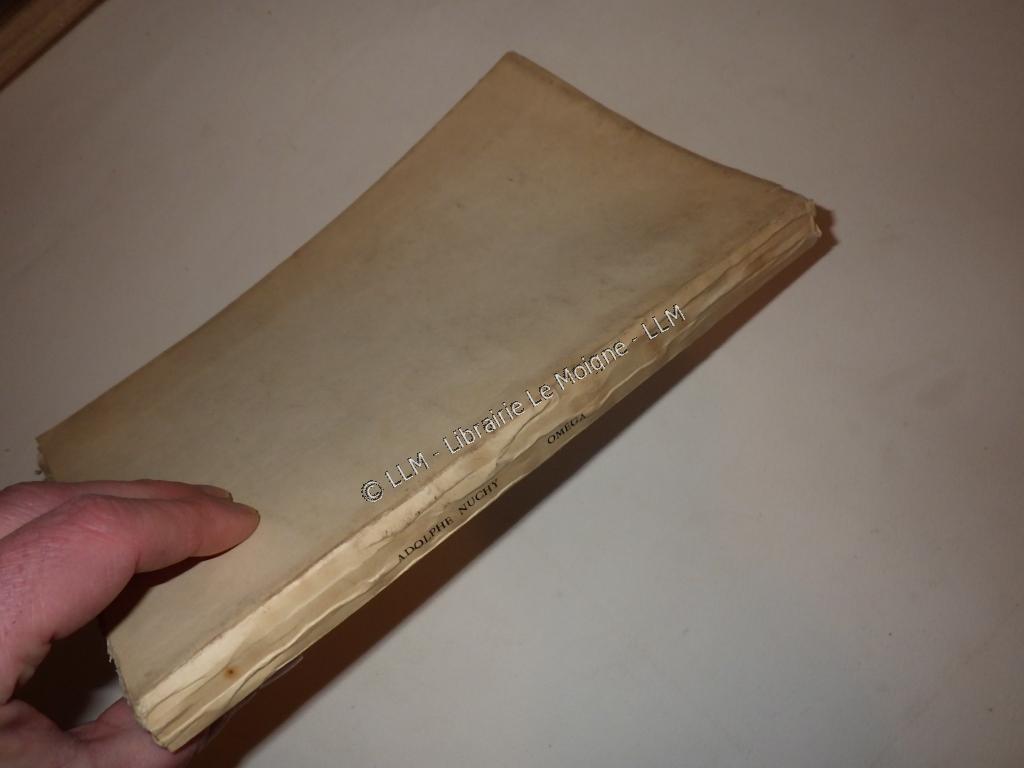 © LLM - Librairie Le Moigne - LLM
ADOLPHE NUCHY
OMEGA